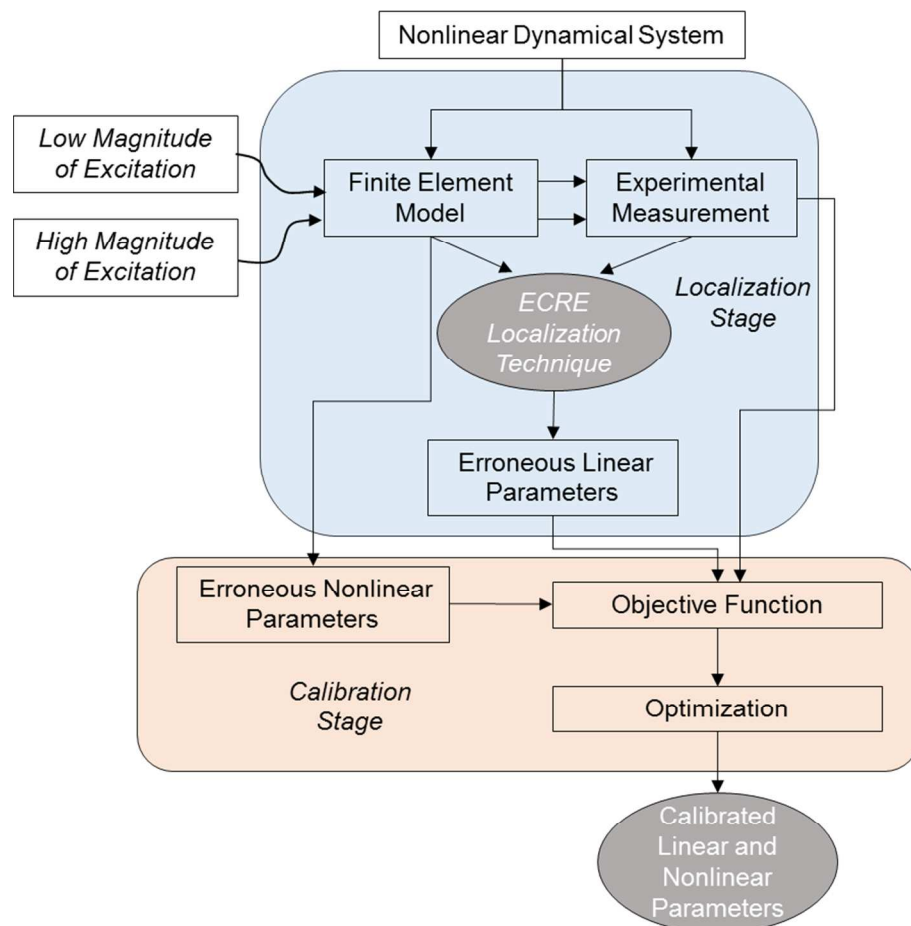 Nonlinear Dynamical System
Low Magnitude
of Excitation
High Magnitude
of Excitation
Finite Element
Model
Experimental
Measurement
ECRE
Localization
Technique
Localization
Stage
Erroneous Linear
Parameters
Erroneous Nonlinear
Parameters
Objective Function
Calibration
Stage
Optimization
Calibrated
Linear and
Nonlinear
Parameters